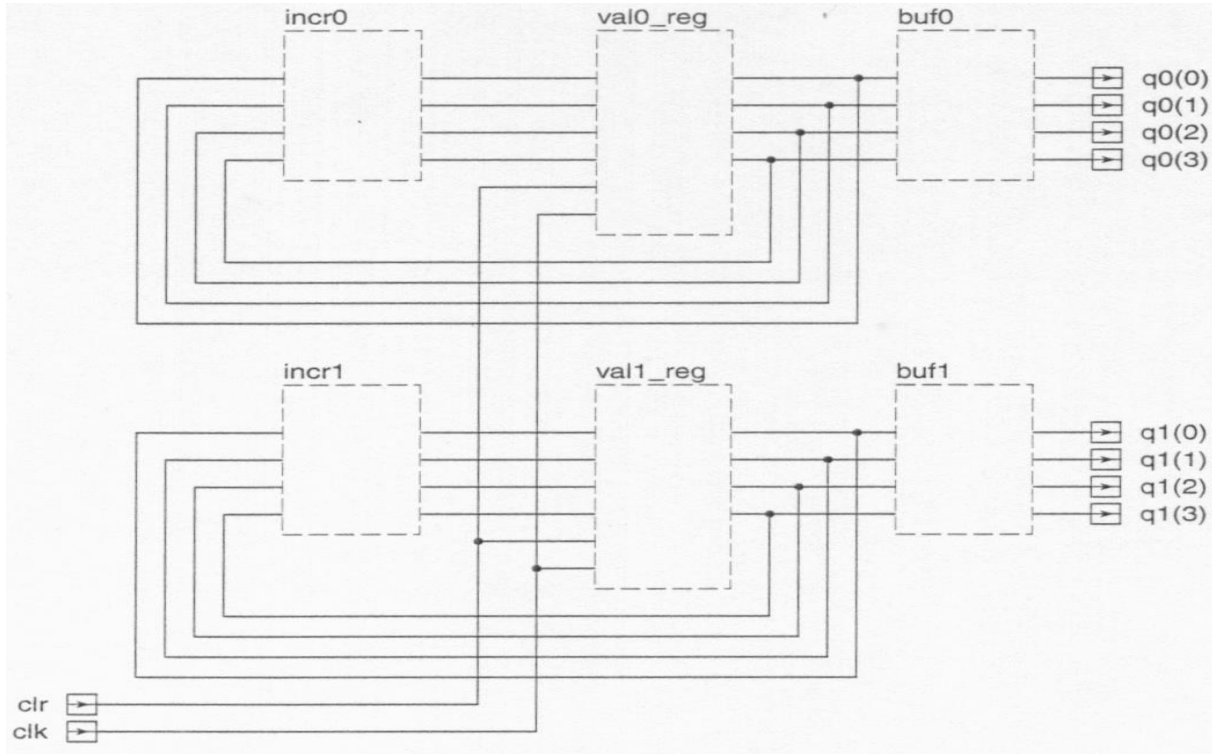 incr0 val0_reg buf0
q0(0)
q0(1)
q0(2)
q0(3)
incr1 val1_reg buf1
q1(0)
q1(1)
q1(2)
q1(3)
clr
clk